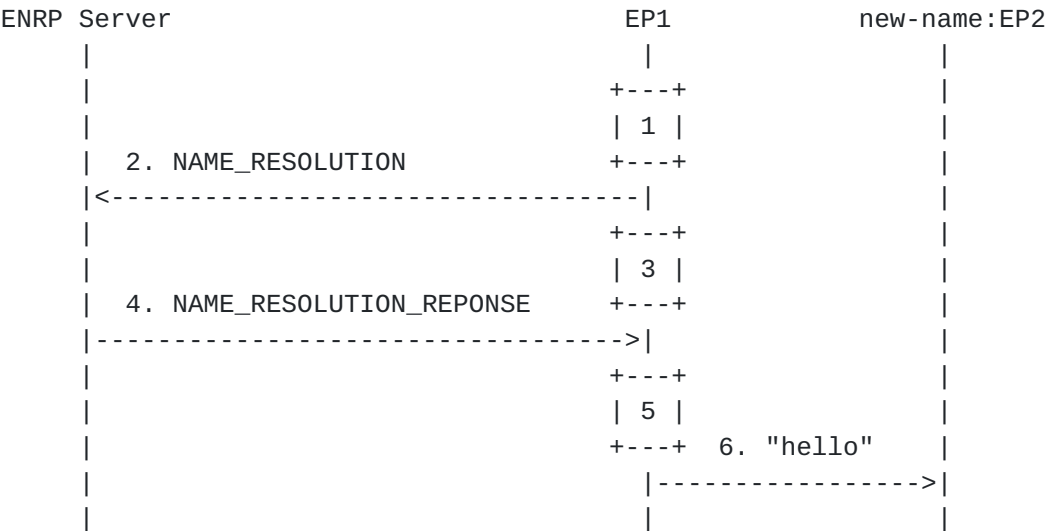 ENRP Server EP1 new-name:EP2
1
2. NAME_RESOLUTION
3
4. NAME_RESOLUTION_REPONSE
5
6. "hello"